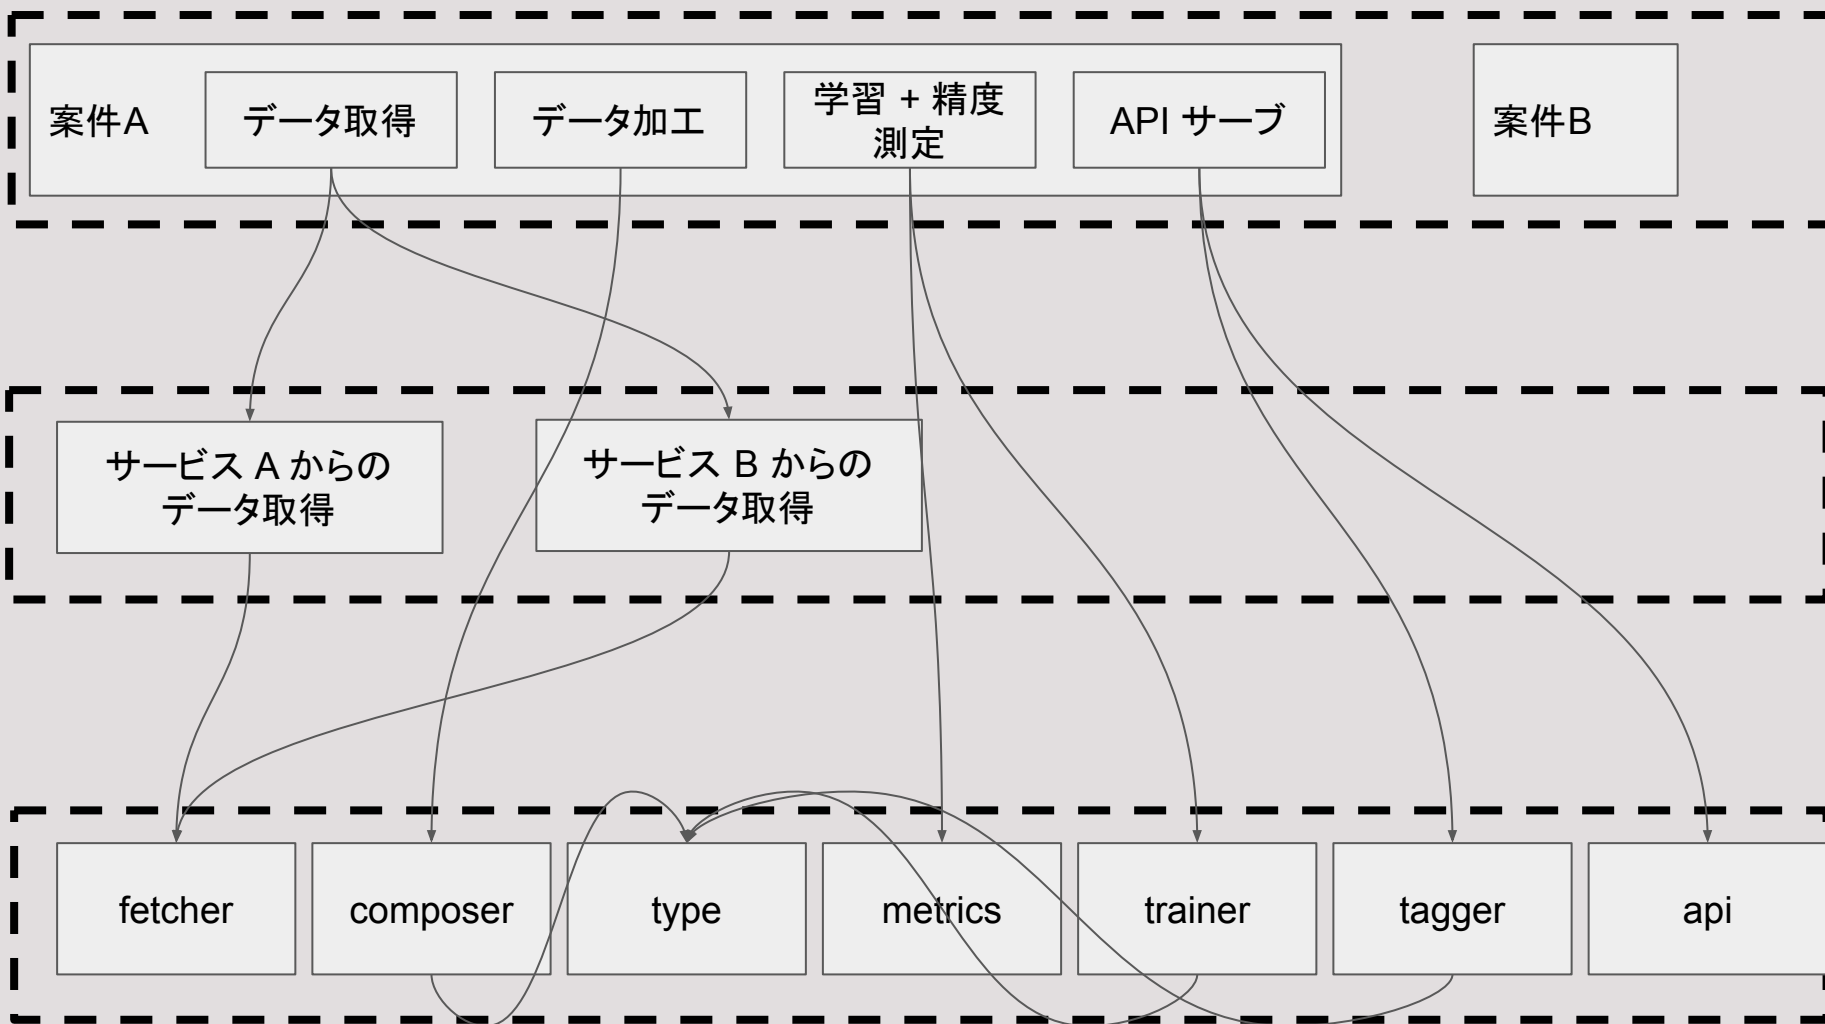 案件A
データ取得
データ加工
学習 + 精度
測定
API サーブ
案件B
サービス A からの
データ取得
サービス B からの
データ取得
fetcher
composer
type
metrics
trainer
tagger
api